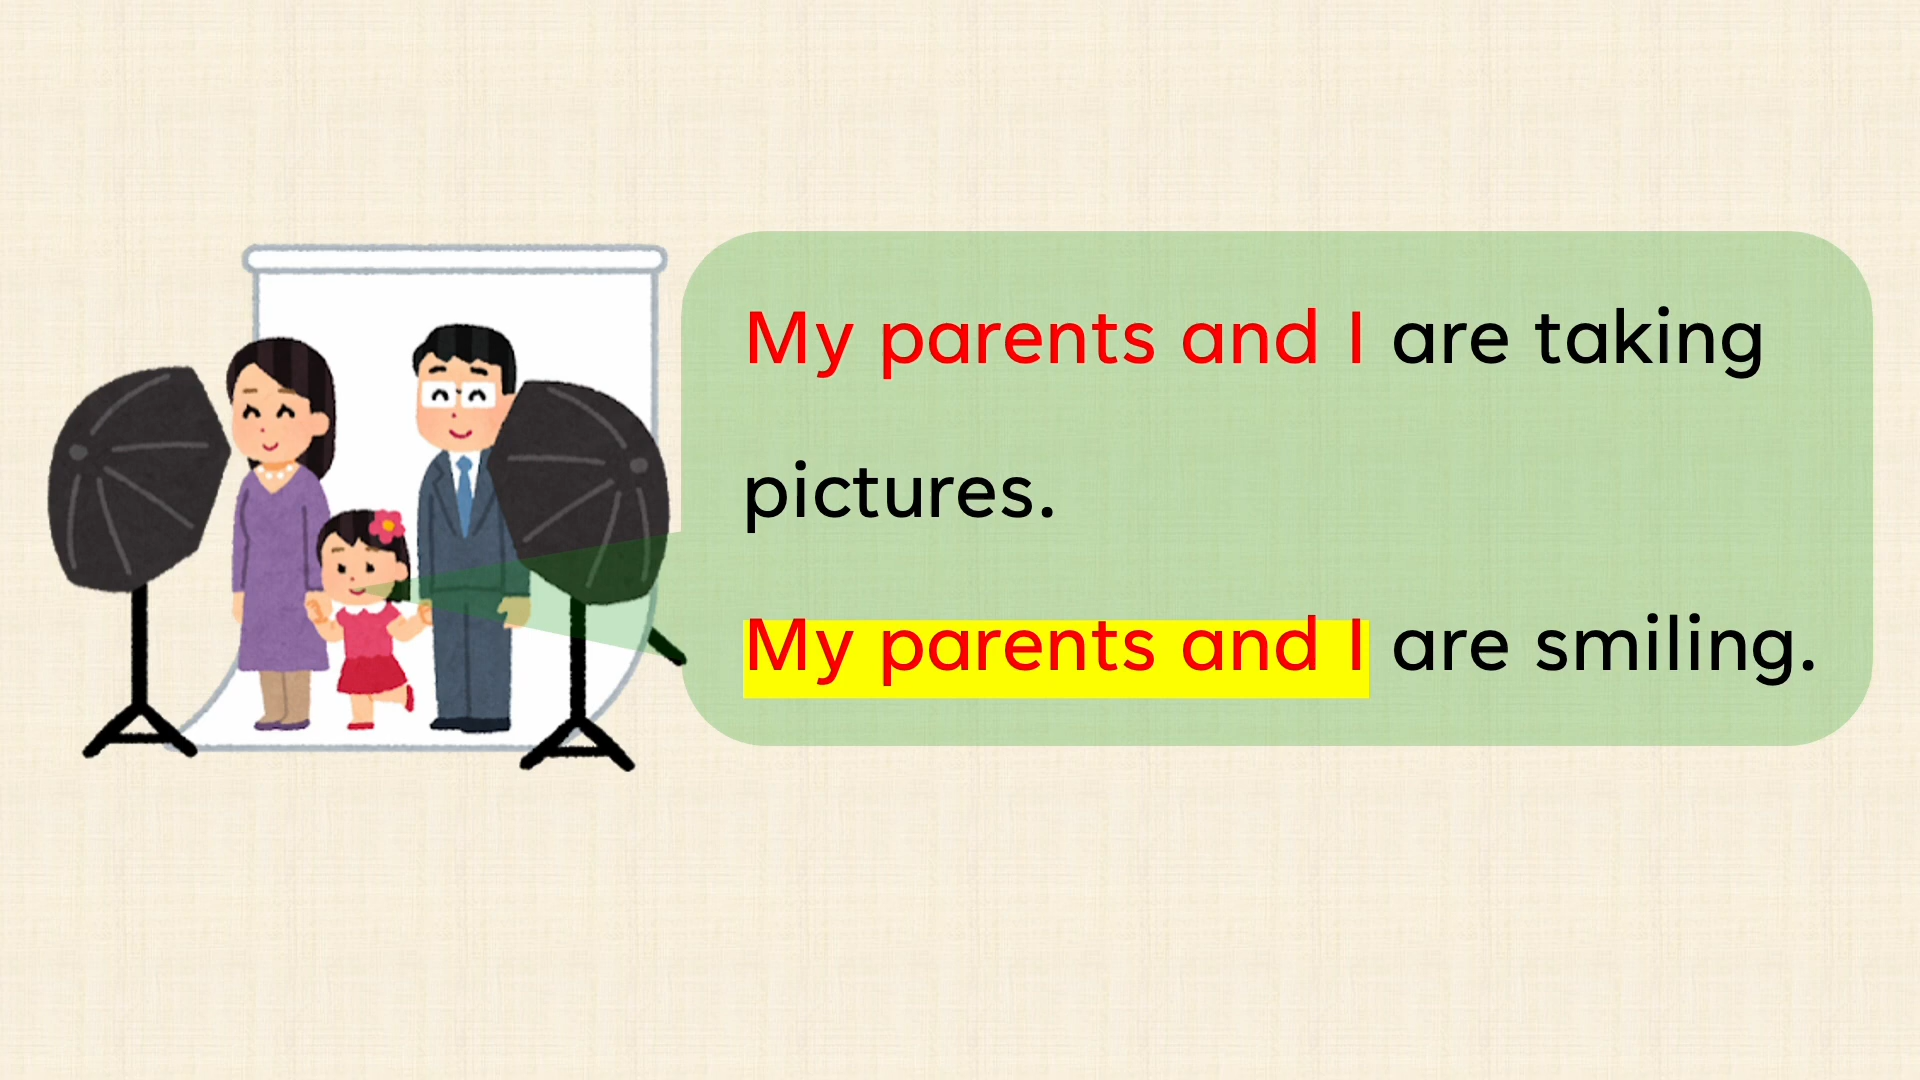 My parents and I are taking
pictures.
My parents and I are smiling.